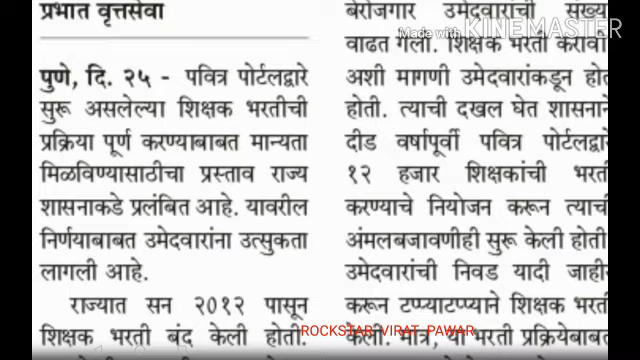 प्रभात वृत्तसेवा
पुणे, दि. २५ - पवित्र पोर्टलद्वारे
सुरू असलेल्या शिक्षक भरतीची
प्रक्रिया पूर्ण करण्याबाबत मान्यता
मिळविण्यासाठीचा प्रस्ताव राज्य
शासनाकडे प्रलंबित आहे. यावरील
निर्णयाबाबत उमेदवारांना उत्सुकता
लागली आहे.
राज्यात सन २०१२ पासून
शिक्षक भरती बंद केली होती.
बेरोजगार उमेदवारांची संख्य
वाढत गेली. शिक्षक भरती करावी
अशी मागणी उमेदवारांकडून होत
होती. त्याची दखल घेत शासनाने
दीड वर्षापूर्वी पवित्र पोर्टलद्वारे
१२ हजार शिक्षकांची भरती
करण्याचे नियोजन करून त्याची
अंमलबजावणीही सुरू केली होती
उमेदवारांची निवड यादी जाहीर
करून टप्प्याटप्प्याने शिक्षक भरती
केली. मात्र, या भरती प्रक्रियेबाबत
Made with KINEMASTER
ROCKSTAR VIRAT PAWAR